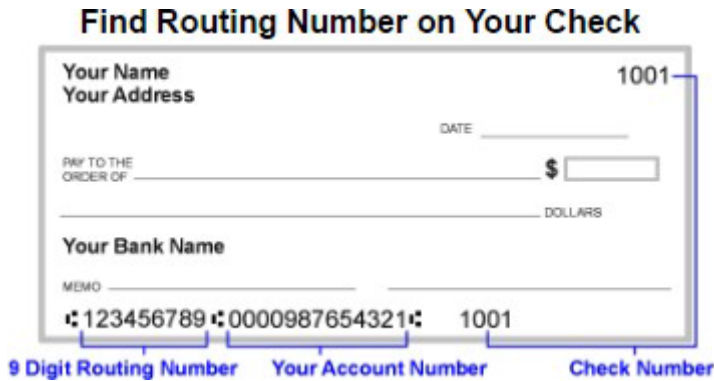 Find Routing Number on Your Check
Your Name 1001
Your Address
DATE
PAY TO THE
ORDER OF $
DOLLARS
Your Bank Name
MEMO
⑆123456789⑆0000987654321⑆ 1001
9 Digit Routing Number Your Account Number Check Number